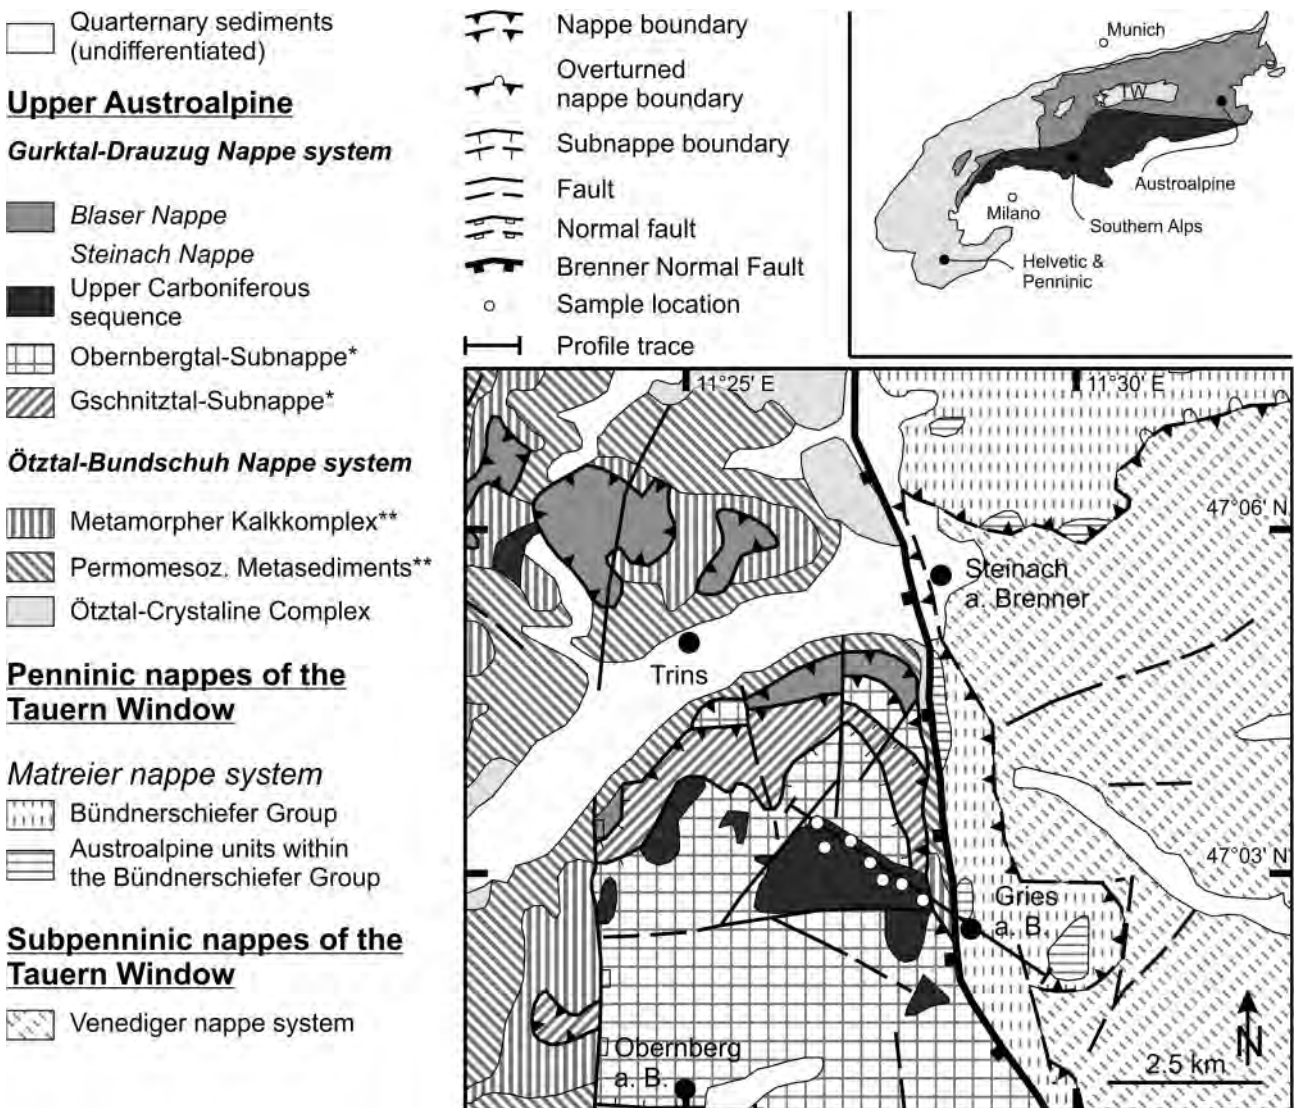 Quarternary sediments
(undifferentiated)
Upper Austroalpine
Gurktal-Drauzug Nappe system
Blaser Nappe
Steinach Nappe
Upper Carboniferous
sequence
Obernbergtal-Subnappe*
Gschnitztal-Subnappe*
Ötztal-Bundschuh Nappe system
Metamorpher Kalkkomplex**
Permomesoz. Metasediments**
Ötztal-Crystaline Complex
Penninic nappes of the
Tauern Window
Matreier nappe system
Bündnerschiefer Group
Austroalpine units within
the Bündnerschiefer Group
Subpenninic nappes of the
Tauern Window
Venediger nappe system
Nappe boundary
Overturned
nappe boundary
Subnappe boundary
Fault
Normal fault
Brenner Normal Fault
Sample location
Profile trace
Munich
TW
Austroalpine
Milano
Southern Alps
Helvetic &
Penninic
11°25' E
11°30' E
47°06' N
Steinach
a. Brenner
Trins
47°03' N
Gries
a. B.
Obernberg
a. B.
N
2.5 km